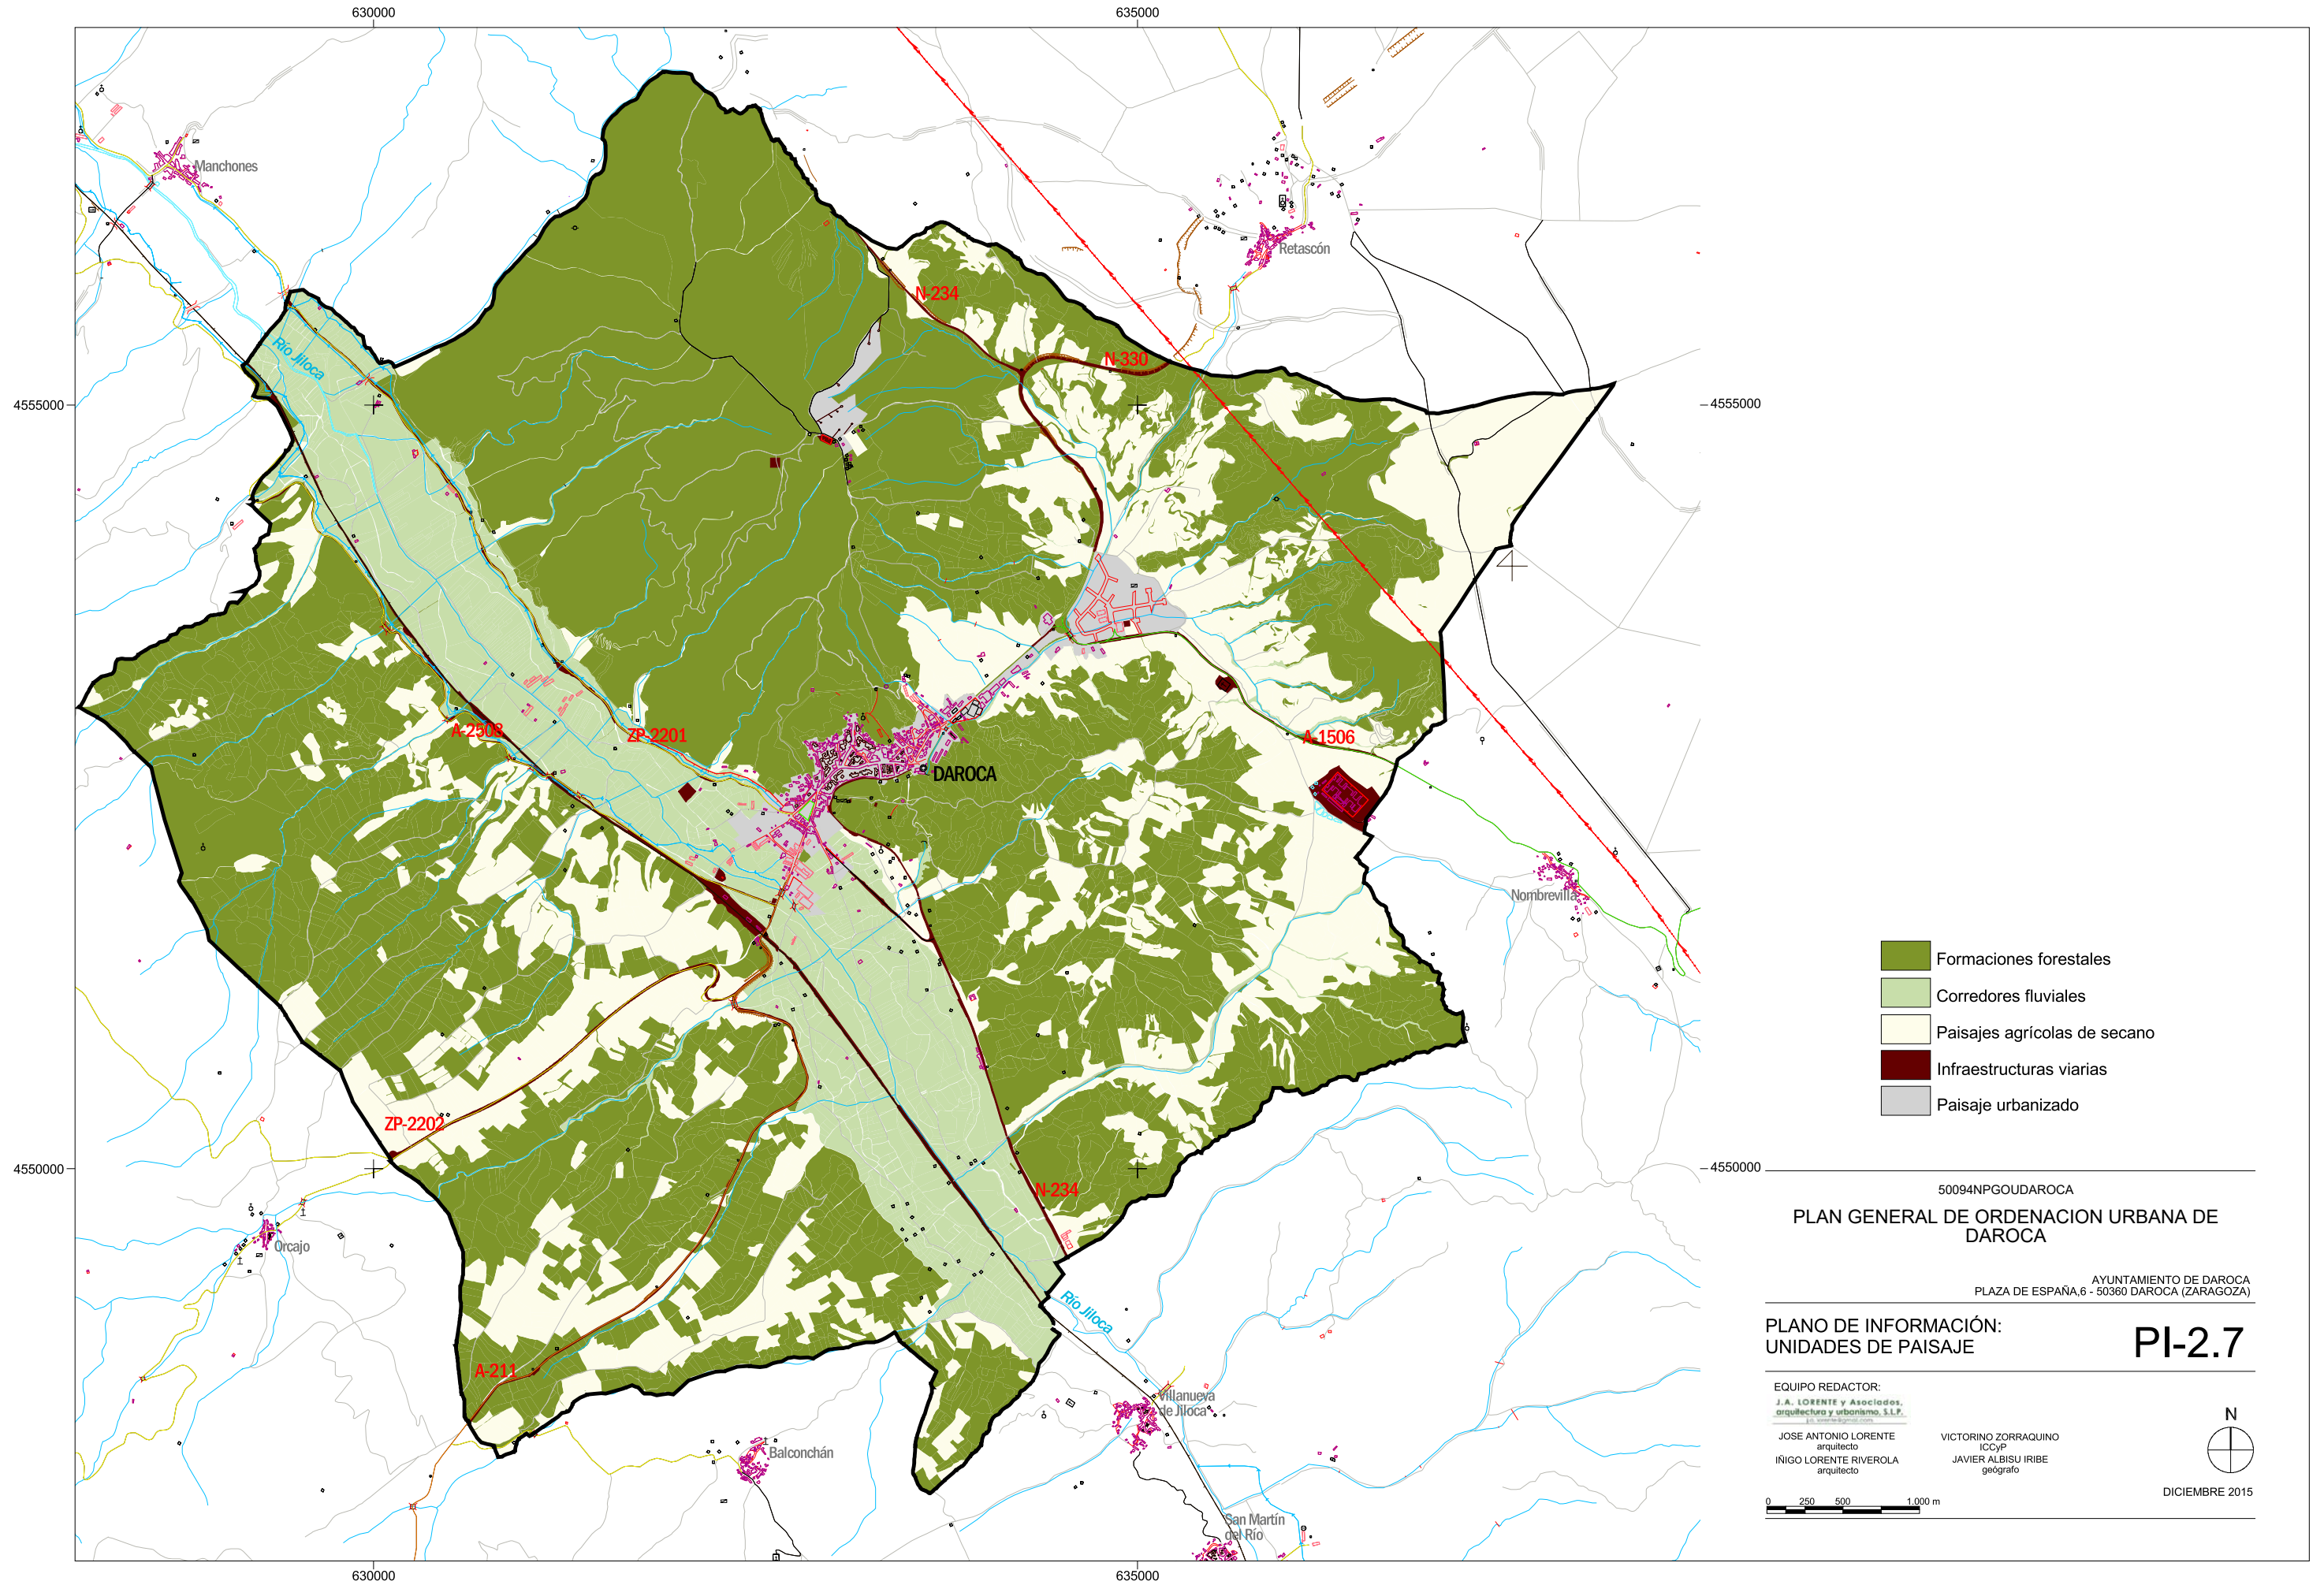 630000
635000
Manchones
Retascón
N-234
N-330
Río Jiloca
4555000
4555000
A-2508
ZP-2201
A-1506
DAROCA
Nombrevilla
Formaciones forestales
Corredores fluviales
Paisajes agrícolas de secano
Infraestructuras viarias
Paisaje urbanizado
ZP-2202
4550000
4550000
N-234
Orcajo
Río Jiloca
A-211
Villanueva
de Jiloca
Balconchán
San Martín
del Río
50094NPGOUDAROCA
PLAN GENERAL DE ORDENACION URBANA DE
DAROCA
AYUNTAMIENTO DE DAROCA
PLAZA DE ESPAÑA,6 - 50360 DAROCA (ZARAGOZA)
PLANO DE INFORMACIÓN:
UNIDADES DE PAISAJE
PI-2.7
EQUIPO REDACTOR:
J.A. LORENTE y Asociados,
arquitectura y urbanismo, S.L.P.
JOSE ANTONIO LORENTE
arquitecto
IÑIGO LORENTE RIVEROLA
arquitecto
VICTORINO ZORRAQUINO
ICCyP
JAVIER ALBISU IRIBE
geógrafo
N
DICIEMBRE 2015
0 250 500 1.000 m
630000
635000